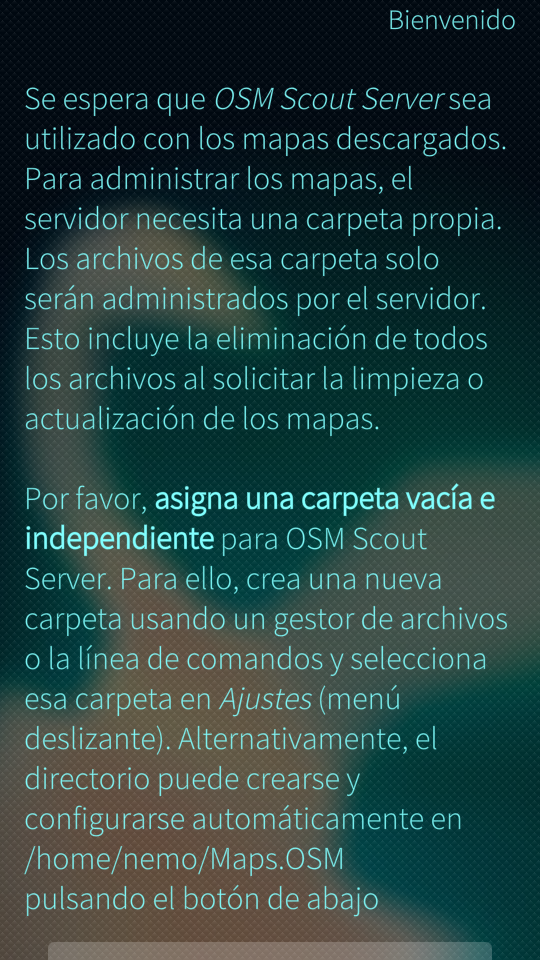 Bienvenido
Se espera que OSM Scout Server sea
utilizado con los mapas descargados.
Para administrar los mapas, el
servidor necesita una carpeta propia.
Los archivos de esa carpeta solo
serán administrados por el servidor.
Esto incluye la eliminación de todos
los archivos al solicitar la limpieza o
actualización de los mapas.
Por favor, asigna una carpeta vacía e
independiente para OSM Scout
Server. Para ello, crea una nueva
carpeta usando un gestor de archivos
o la línea de comandos y selecciona
esa carpeta en Ajustes (menú
deslizante). Alternativamente, el
directorio puede crearse y
configurarse automáticamente en
/home/nemo/Maps.OSM
pulsando el botón de abajo